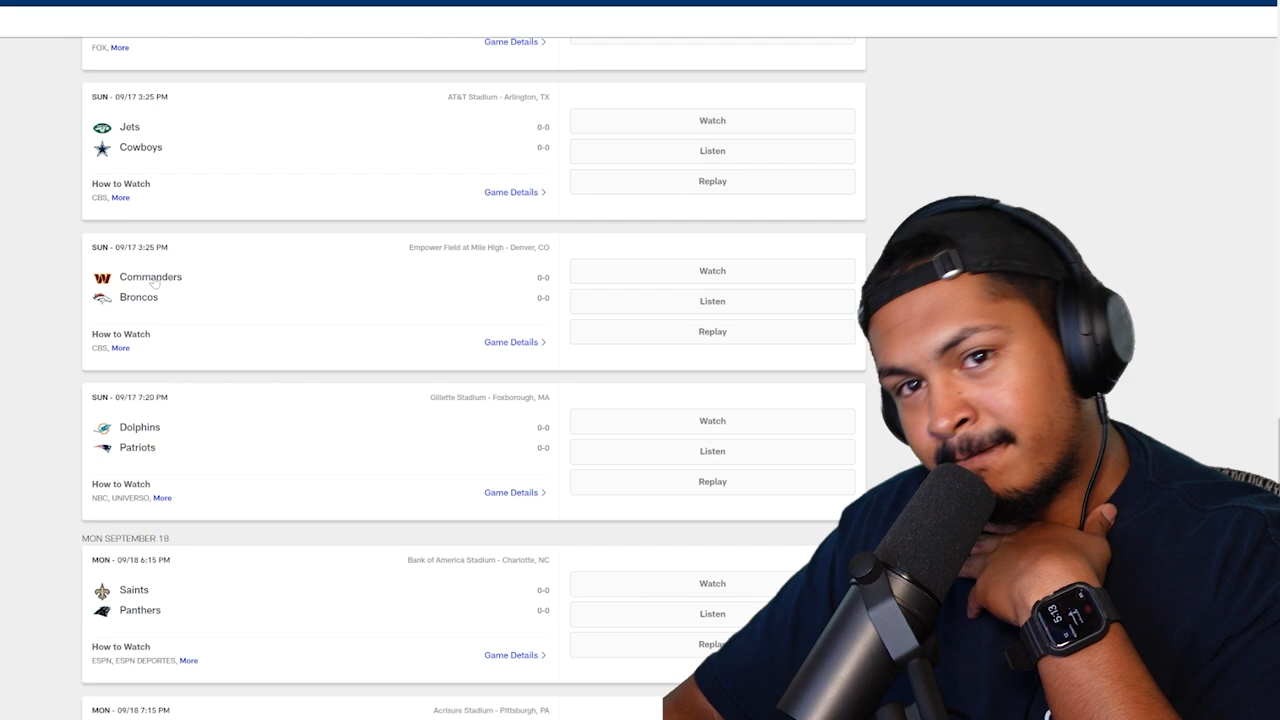 FOX, More
Game Details >
SUN - 09/17 3:25 PM
AT&T Stadium - Arlington, TX
Jets
0-0
Cowboys
0-0
How to Watch
CBS, More
Game Details >
Watch
Listen
Replay
SUN - 09/17 3:25 PM
Empower Field at Mile High - Denver, CO
Commanders
0-0
Broncos
0-0
How to Watch
CBS, More
Game Details >
Watch
Listen
Replay
SUN - 09/17 7:20 PM
Gillette Stadium - Foxborough, MA
Dolphins
0-0
Patriots
0-0
How to Watch
NBC, UNIVERSO, More
Game Details >
Watch
Listen
Replay
MON SEPTEMBER 18
MON - 09/18 6:15 PM
Bank of America Stadium - Charlotte, NC
Saints
0-0
Panthers
0-0
How to Watch
ESPN, ESPN DEPORTES, More
Game Details >
Watch
Listen
Replay
MON - 09/18 7:15 PM
Acrisure Stadium - Pittsburgh, PA
5:13